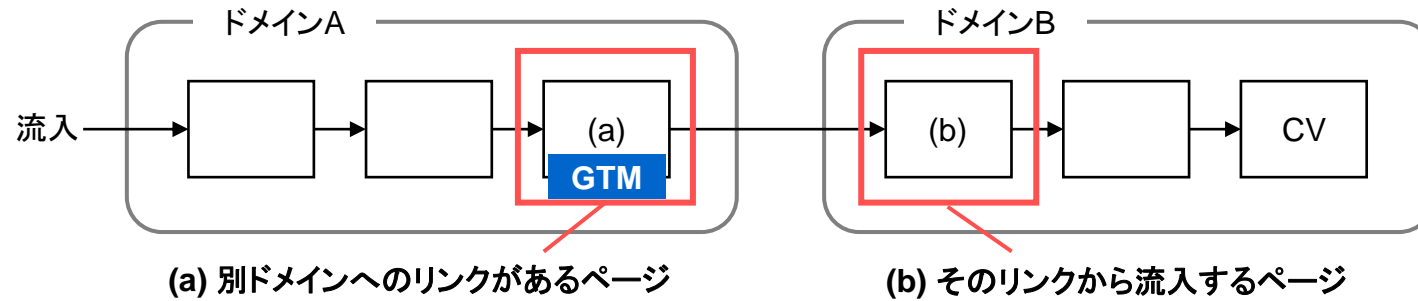 ドメインA
ドメインB
流入
(a)
GTM
(b)
CV
(a) 別ドメインへのリンクがあるページ
(b) そのリンクから流入するページ